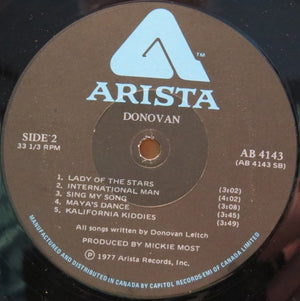 TM
ARISTA
DONOVAN
SIDE 2
33 1/3 RPM
AB 4143
(AB 4143 SB)
1. LADY OF THE STARS
2. INTERNATIONAL MAN (3:02)
3. SING MY SONG (4:02)
4. MAYA'S DANCE (3:08)
5. KALIFORNIA KIDDIES (3:45)
(3:49)
All songs written by Donovan Leitch
PRODUCED BY MICKIE MOST
℗ 1977 Arista Records, Inc.
MANUFACTURED AND DISTRIBUTED IN CANADA BY CAPITOL RECORDS-EMI OF CANADA LIMITED